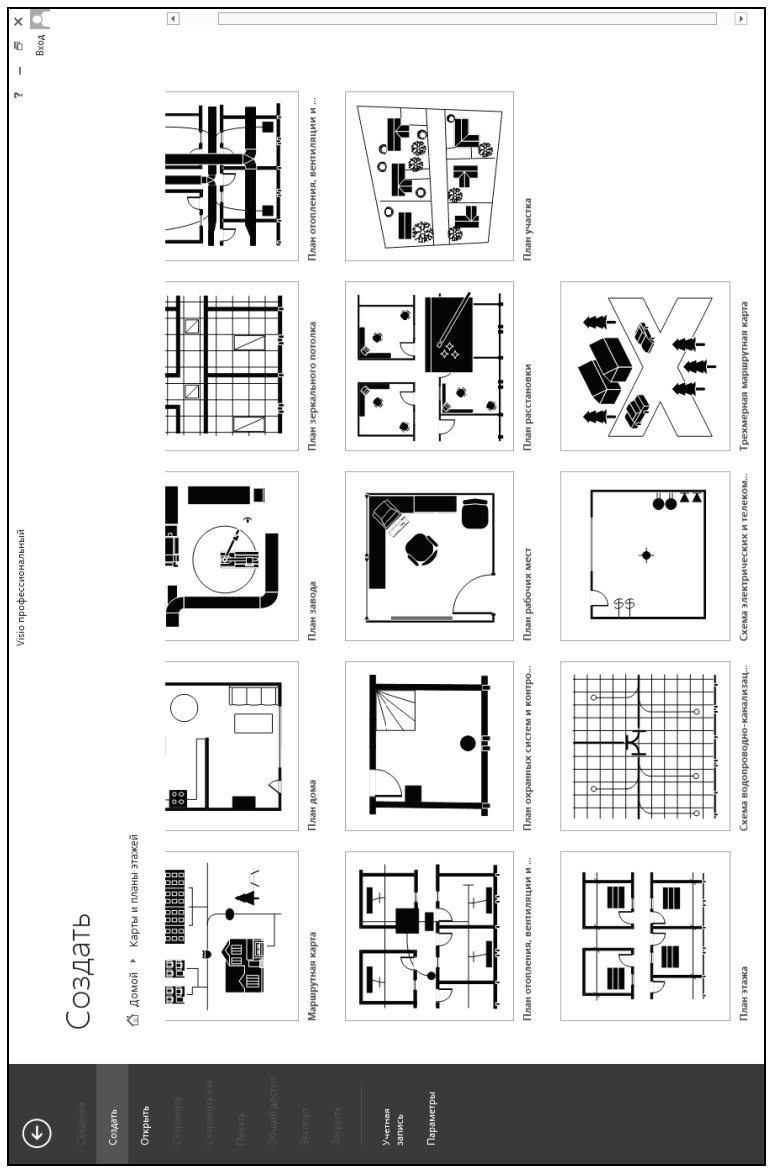 Visio профессиональный
?
Вход
Сведения
Создать
Открыть
Сохранить
Сохранить как
Печать
Общий доступ
Экспорт
Закрыть
Учетная
запись
Параметры
Создать
Домой ▸ Карты и планы этажей
Маршрутная карта
План дома
План завода
План зеркального потолка
План отопления, вентиляции и ...
План отопления, вентиляции и ...
План охранных систем и контро...
План рабочих мест
План расстановки
План участка
План этажа
Схема водопроводно-канализац...
Схема электрических и телеком...
Трехмерная маршрутная карта